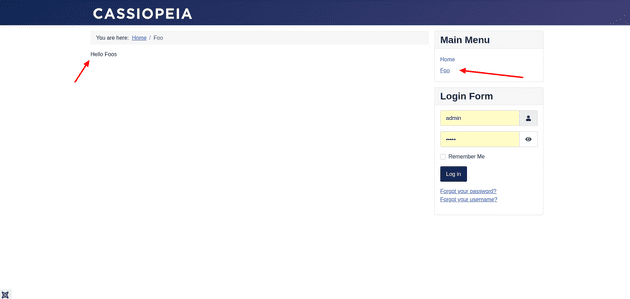 CASSIOPEIA
You are here: Home / Foo
Hello Foos
Main Menu
Home
Foo
Login Form
admin
•••••
Remember Me
Log in
Forgot your password?
Forgot your username?